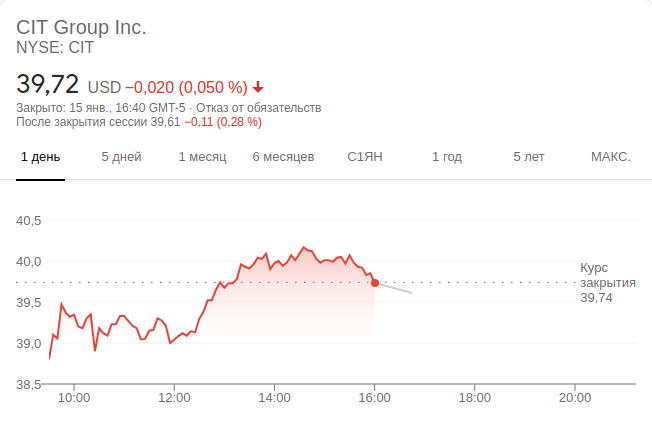 CIT Group Inc.
NYSE: CIT
39,72 USD −0,020 (0,050 %)
Закрыто: 15 янв., 16:40 GMT-5 · Отказ от обязательств
После закрытия сессии 39,61 −0,11 (0,28 %)
1 день 5 дней 1 месяц 6 месяцев С1ЯН 1 год 5 лет МАКС.
40,5
40,0
Курс
закрытия
39,74
39,5
39,0
38,5
10:00 12:00 14:00 16:00 18:00 20:00